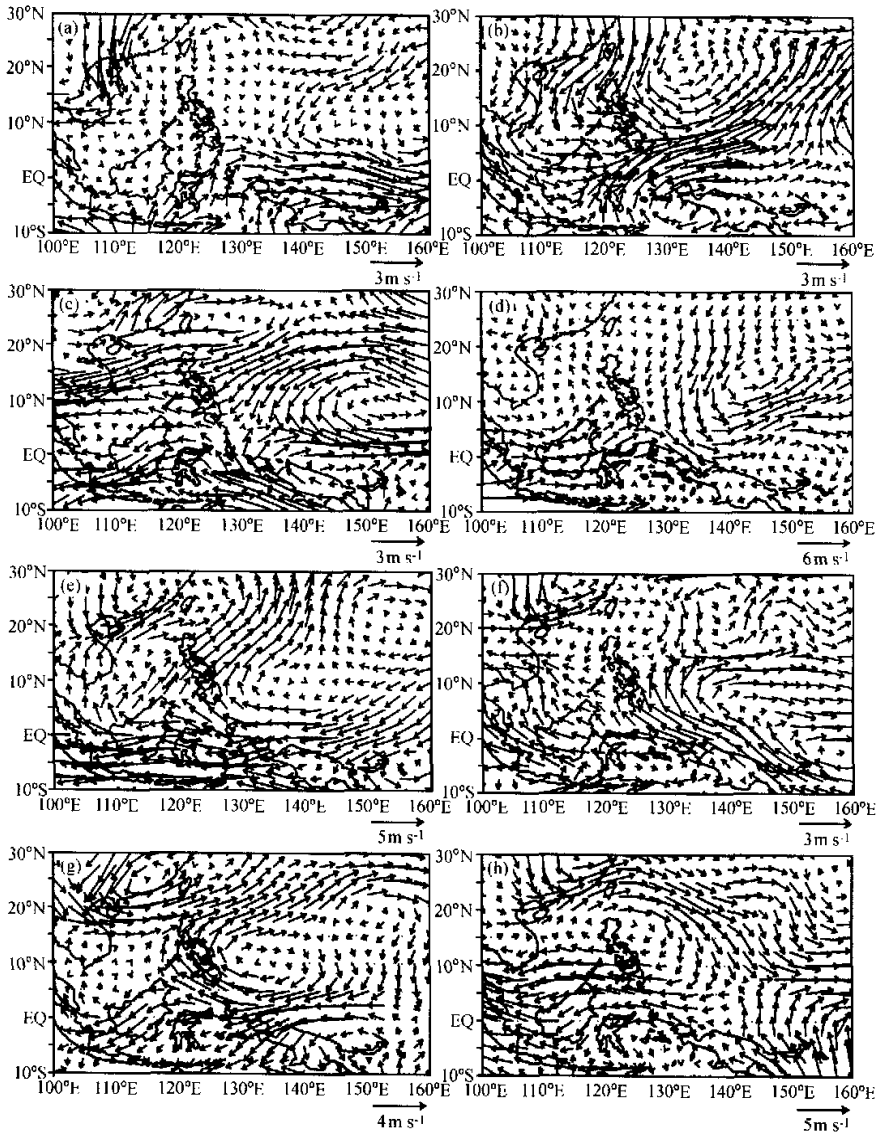 30°N (a) (b)
20°N 20°N
10°N 10°N
EQ EQ
10°S 10°S
100°E 110°E 120°E 130°E 140°E 150°E 160°E 100°E 110°E 120°E 130°E 140°E 150°E 160°E
3m s-1 3m s-1
30°N (c) 30°N (d)
20°N 20°N
10°N 10°N
EQ EQ
10°S 10°S
100°E 110°E 120°E 130°E 140°E 150°E 160°E 100°E 110°E 120°E 130°E 140°E 150°E 160°E
3m s-1 6m s-1
30°N (e) 30°N (f)
20°N 20°N
10°N 10°N
EQ EQ
10°S 10°S
100°E 110°E 120°E 130°E 140°E 150°E 160°E 100°E 110°E 120°E 130°E 140°E 150°E 160°E
5m s-1 3m s-1
30°N (g) 30°N (h)
20°N 20°N
10°N 10°N
EQ EQ
10°S 10°S
100°E 110°E 120°E 130°E 140°E 150°E 160°E 100°E 110°E 120°E 130°E 140°E 150°E 160°E
4m s-1 5m s-1